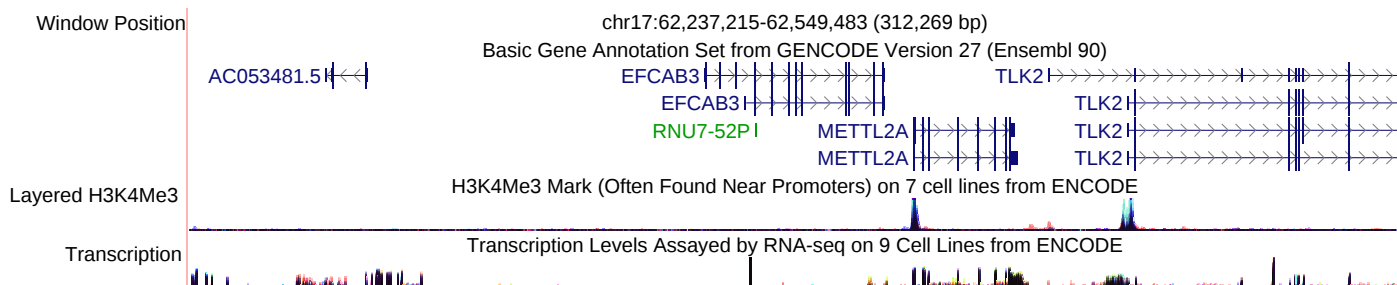 Window Position chr17:62,237,215-62,549,483 (312,269 bp)
Basic Gene Annotation Set from GENCODE Version 27 (Ensembl 90)
AC053481.5 EFCAB3 TLK2
EFCAB3 TLK2
RNU7-52P METTL2A TLK2
METTL2A TLK2
H3K4Me3 Mark (Often Found Near Promoters) on 7 cell lines from ENCODE
Layered H3K4Me3
Transcription Levels Assayed by RNA-seq on 9 Cell Lines from ENCODE
Transcription